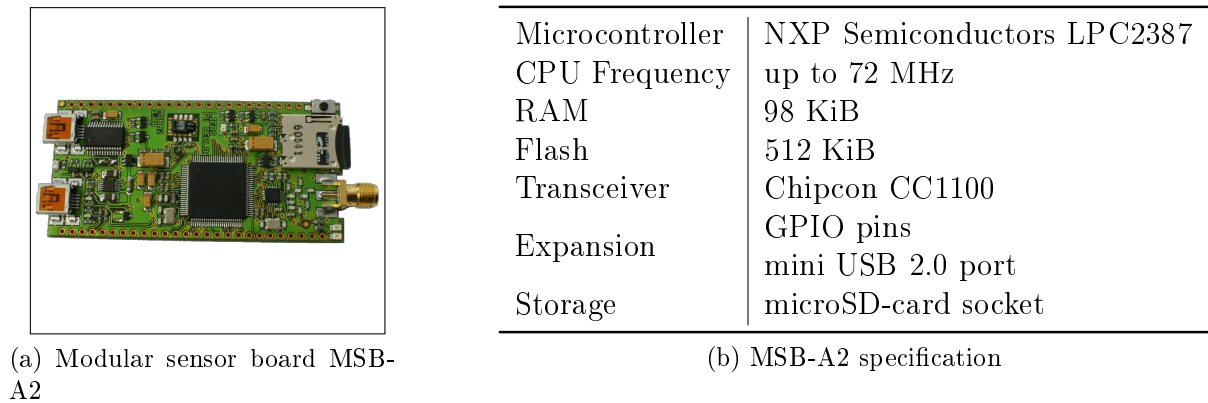 Microcontroller NXP Semiconductors LPC2387
CPU Frequency up to 72 MHz
RAM 98 KiB
Flash 512 KiB
Transceiver Chipcon CC1100
Expansion GPIO pins
mini USB 2.0 port
Storage microSD-card socket
(a) Modular sensor board MSB-
A2
(b) MSB-A2 specification
60541